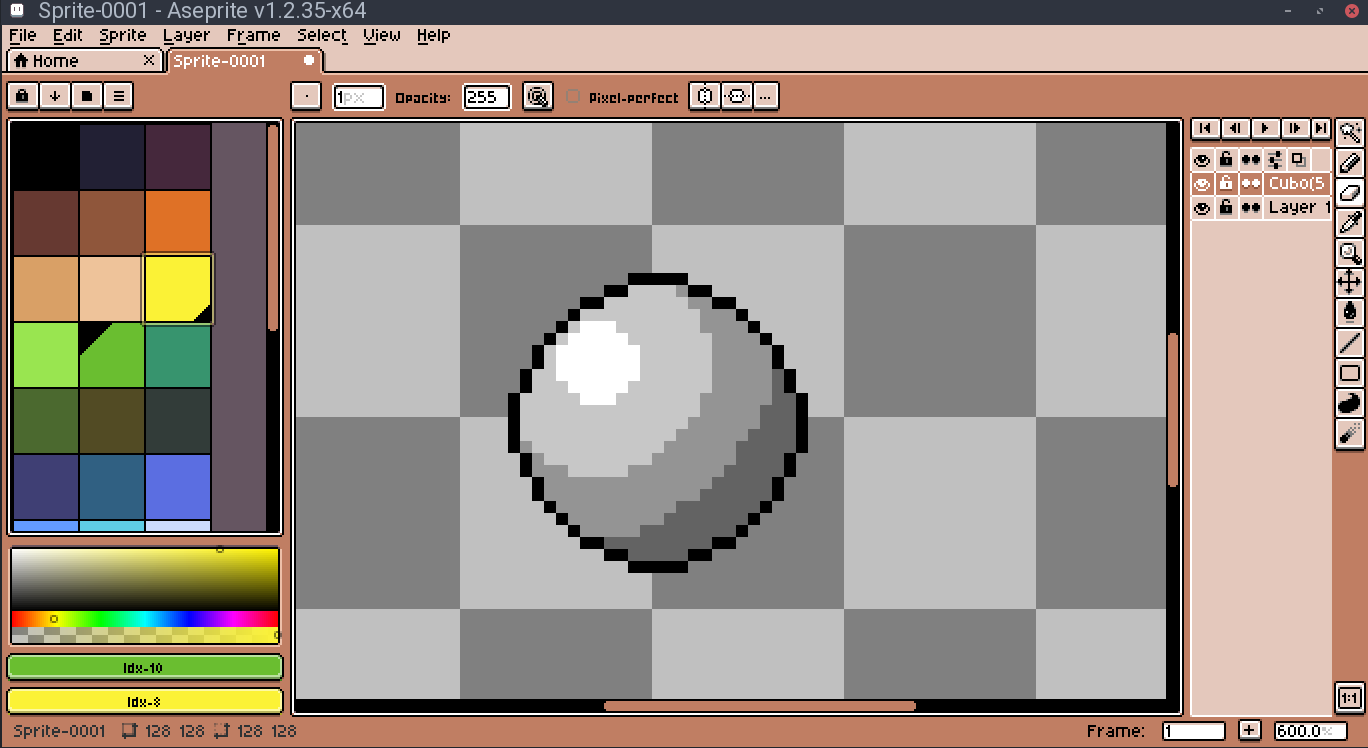 Sprite-0001 - Aseprite v1.2.35-x64
File Edit Sprite Layer Frame Select View Help
Home Sprite-0001
1px Opacity: 255 Pixel-perfect
Cubo(5
Layer 1
Idx-10
Idx-8
1:1
Sprite-0001 128 128 128 128 Frame: 1 + 600.0%